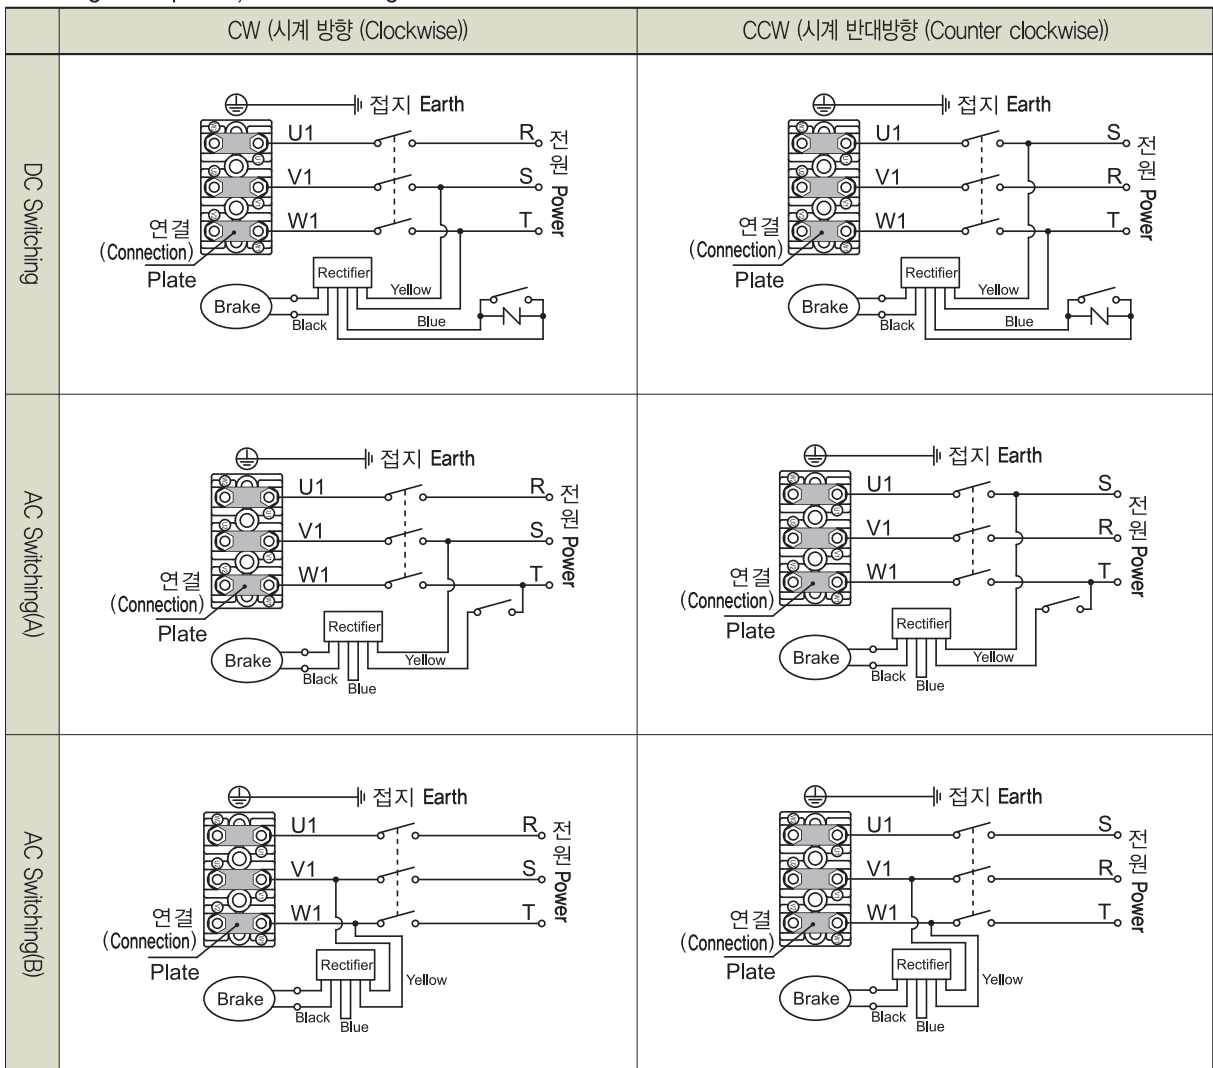 CW (시계 방향 (Clockwise))
CCW (시계 반대방향 (Counter clockwise))
DC Switching
접지 Earth
U1
R
V1
S
W1
T
전원 Power
연결
(Connection)
Plate
Rectifier
Yellow
Brake
Black
Blue
접지 Earth
U1
S
V1
R
W1
T
전원 Power
연결
(Connection)
Plate
Rectifier
Yellow
Brake
Black
Blue
AC Switching(A)
접지 Earth
U1
R
V1
S
W1
T
전원 Power
연결
(Connection)
Plate
Rectifier
Brake
Yellow
Black
Blue
접지 Earth
U1
S
V1
R
W1
T
전원 Power
연결
(Connection)
Plate
Rectifier
Brake
Yellow
Black
Blue
AC Switching(B)
접지 Earth
U1
R
V1
S
W1
T
전원 Power
연결
(Connection)
Plate
Rectifier
Yellow
Brake
Black
Blue
접지 Earth
U1
S
V1
R
W1
T
전원 Power
연결
(Connection)
Plate
Rectifier
Yellow
Brake
Black
Blue